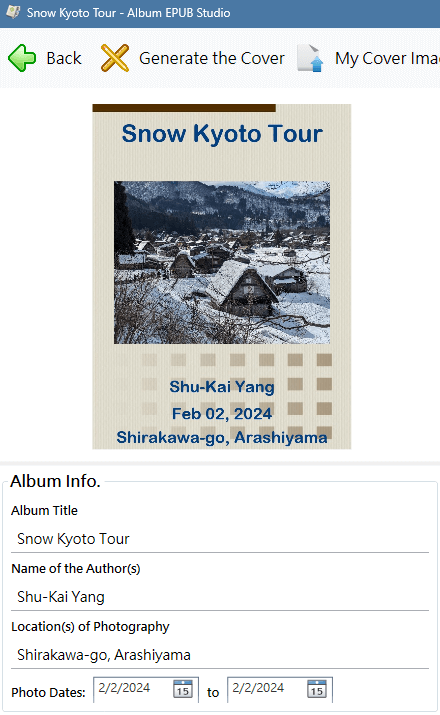 Snow Kyoto Tour - Album EPUB Studio
Back Generate the Cover My Cover Ima
Snow Kyoto Tour
Shu-Kai Yang
Feb 02, 2024
Shirakawa-go, Arashiyama
Album Info.
Album Title
Snow Kyoto Tour
Name of the Author(s)
Shu-Kai Yang
Location(s) of Photography
Shirakawa-go, Arashiyama
Photo Dates: 2/2/2024 15 to 2/2/2024 15